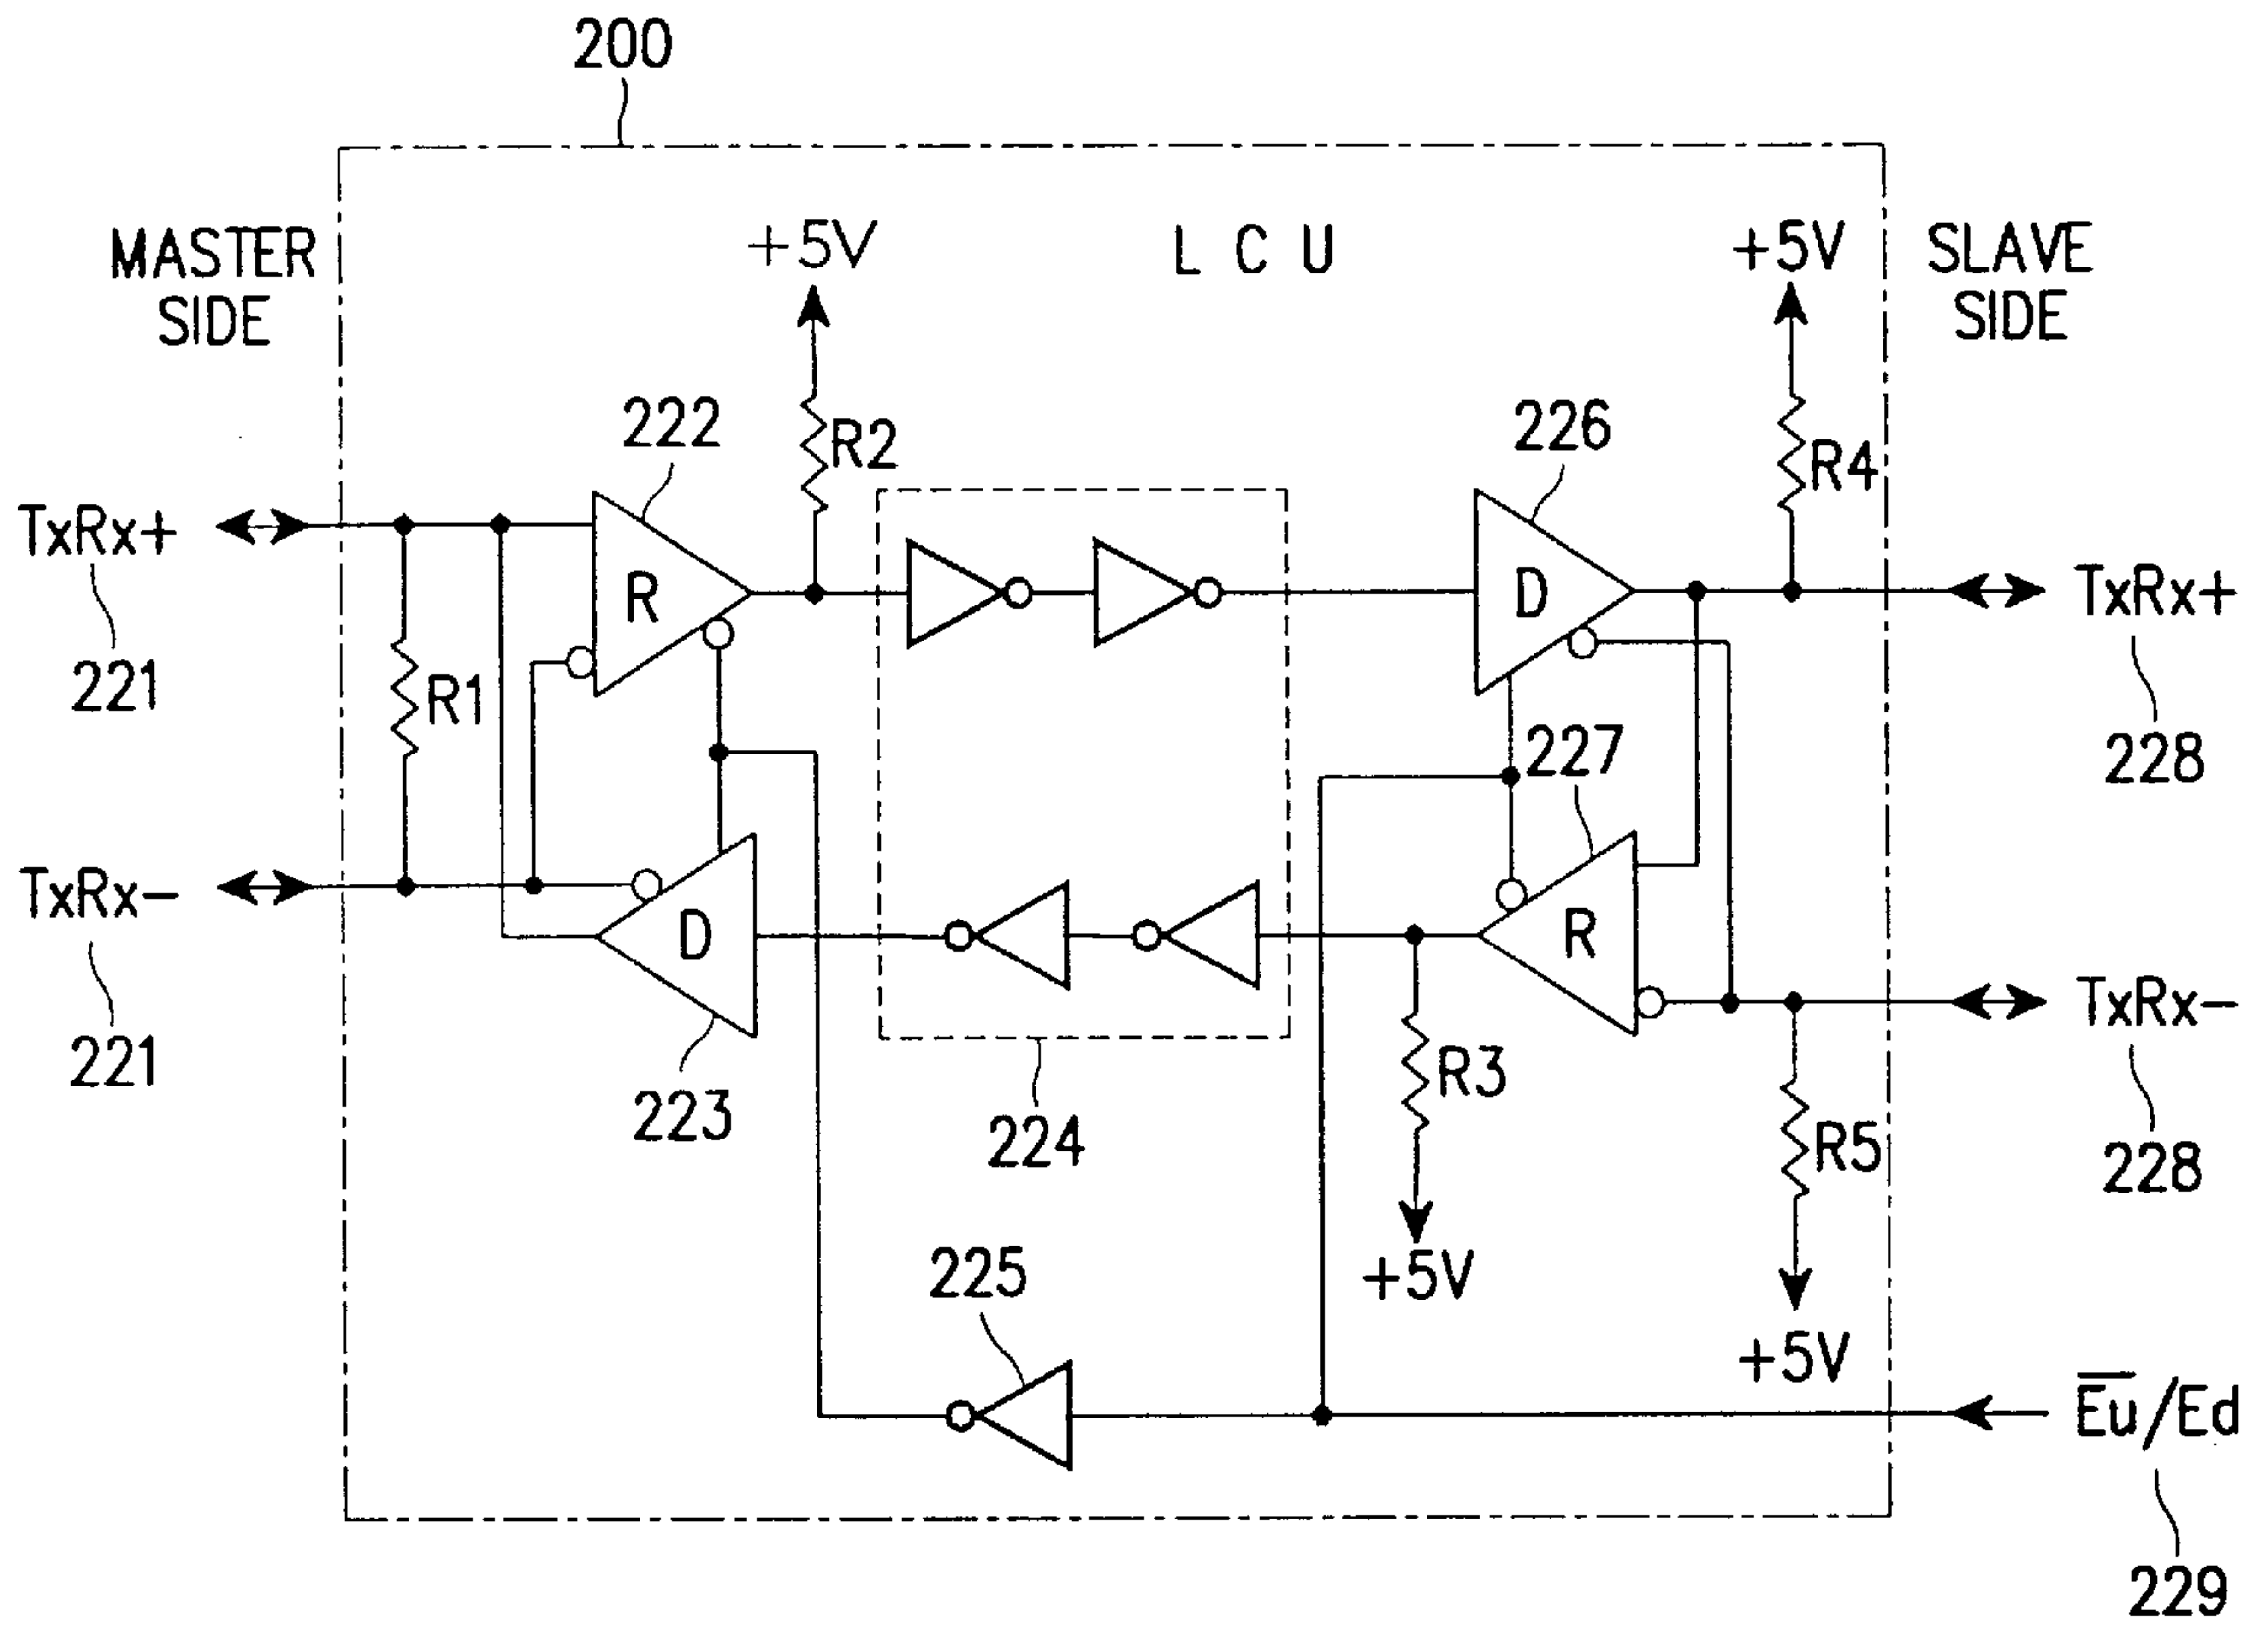 200
MASTER
SIDE
+5V
L C U
+5V
SLAVE
SIDE
222
R2
226
R4
TxRx+
221
R
D
TxRx+
228
R1
227
TxRx-
221
D
R
TxRx-
228
223
224
R3
R5
+5V
225
+5V
E̅u̅/Ed
229